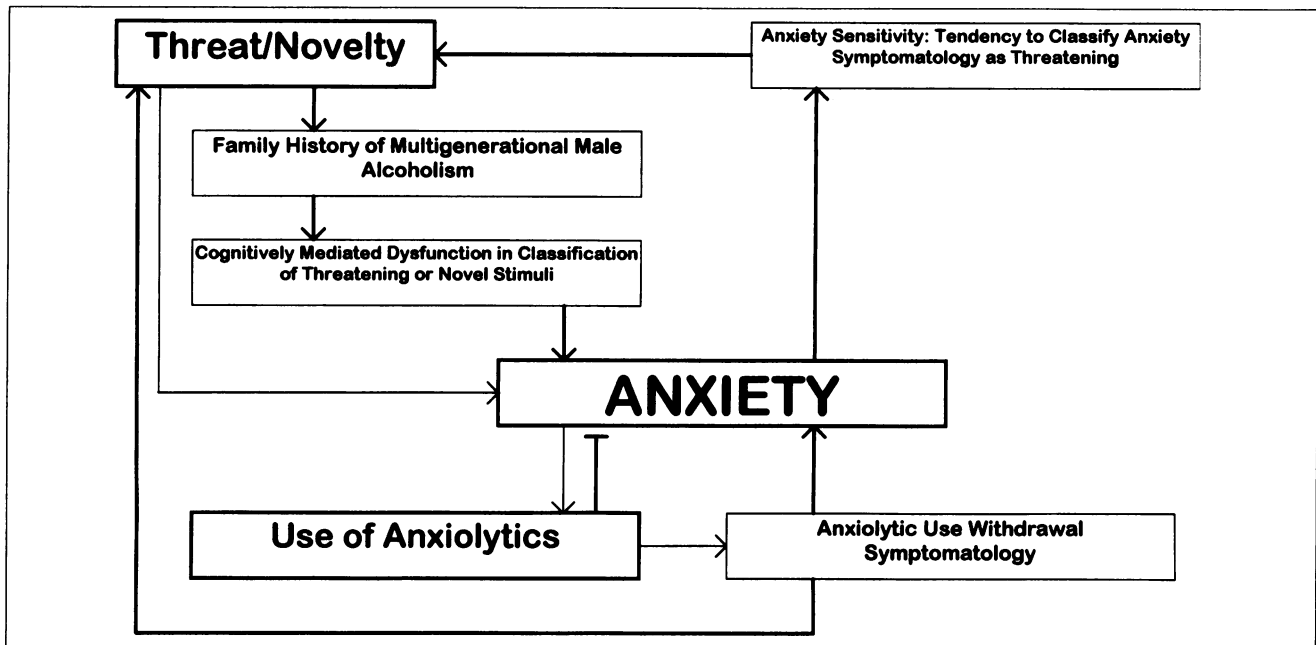 Threat/Novelty
Anxiety Sensitivity: Tendency to Classify Anxiety
Symptomatology as Threatening
Family History of Multigenerational Male
Alcoholism
Cognitively Mediated Dysfunction in Classification
of Threatening or Novel Stimuli
ANXIETY
Use of Anxiolytics
Anxiolytic Use Withdrawal
Symptomatology